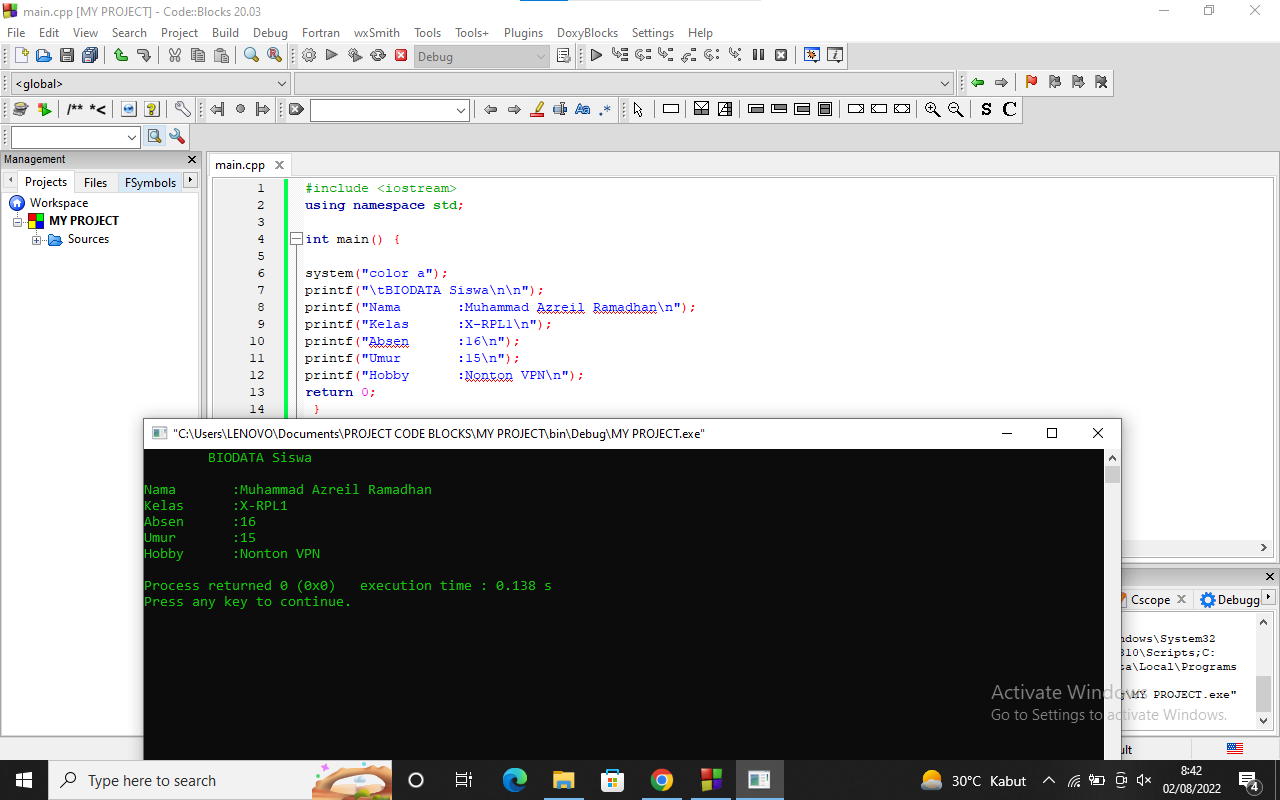 main.cpp [MY PROJECT] - Code::Blocks 20.03
File Edit View Search Project Build Debug Fortran wxSmith Tools Tools+ Plugins DoxyBlocks Settings Help
Debug
<global>
/** *<
Aa .*
S C
Management
Projects Files FSymbols
Workspace
MY PROJECT
Sources
main.cpp
1 #include <iostream>
2 using namespace std;
3
4 int main() {
5
6 system("color a");
7 printf("\tBIODATA Siswa\n\n");
8 printf("Nama       :Muhammad Azreil Ramadhan\n");
9 printf("Kelas      :X-RPL1\n");
10 printf("Absen      :16\n");
11 printf("Umur       :15\n");
12 printf("Hobby      :Nonton VPN\n");
13 return 0;
14 }
"C:\Users\LENOVO\Documents\PROJECT CODE BLOCKS\MY PROJECT\bin\Debug\MY PROJECT.exe"
BIODATA Siswa
Nama       :Muhammad Azreil Ramadhan
Kelas      :X-RPL1
Absen      :16
Umur       :15
Hobby      :Nonton VPN
Process returned 0 (0x0)   execution time : 0.138 s
Press any key to continue.
Cscope Debugg
ndows\System32
310\Scripts;C:
ta\Local\Programs
g\MY PROJECT.exe"
Activate Windows
Go to Settings to activate Windows.
ult
Type here to search
30°C Kabut
8:42
02/08/2022
4